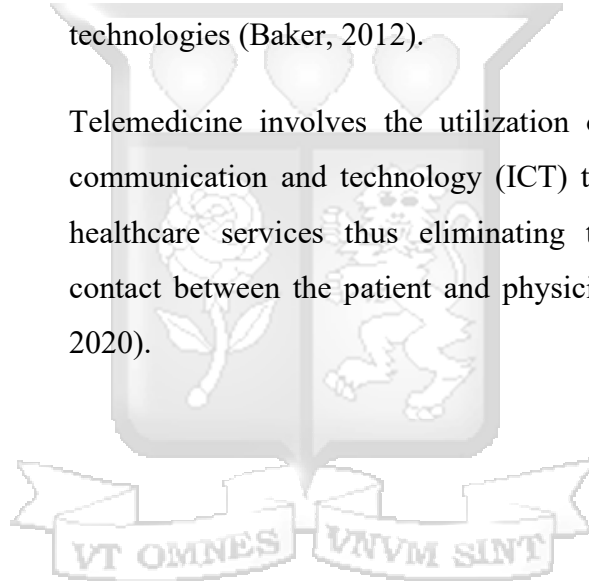 technologies (Baker, 2012).
Telemedicine involves the utilization
communication and technology (ICT)
healthcare services thus eliminating
contact between the patient and
2020).
VT OMNES VNVM SINT